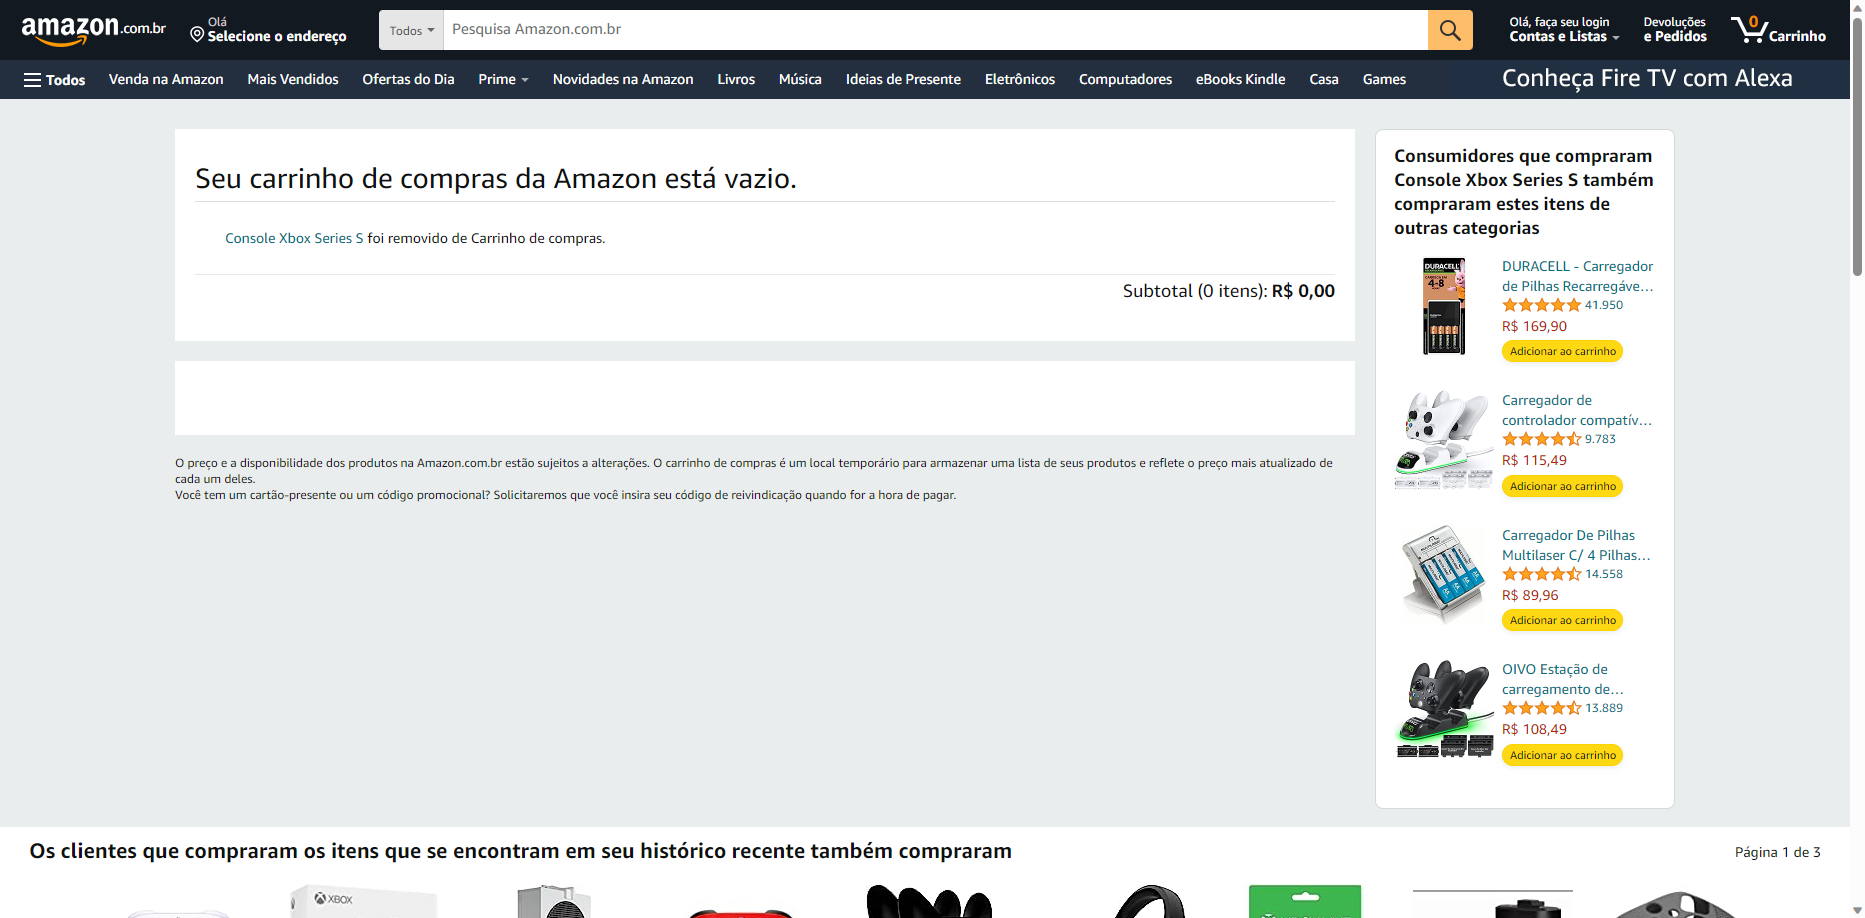 amazon.com.br
Olá
Selecione o endereço
Todos
Pesquisa Amazon.com.br
Olá, faça seu login
Contas e Listas
Devoluções
e Pedidos
0
Carrinho
Todos
Venda na Amazon
Mais Vendidos
Ofertas do Dia
Prime
Novidades na Amazon
Livros
Música
Ideias de Presente
Eletrônicos
Computadores
eBooks Kindle
Casa
Games
Conheça Fire TV com Alexa
Seu carrinho de compras da Amazon está vazio.
Console Xbox Series S foi removido de Carrinho de compras.
Subtotal (0 itens): R$ 0,00
O preço e a disponibilidade dos produtos na Amazon.com.br estão sujeitos a alterações. O carrinho de compras é um local temporário para armazenar uma lista de seus produtos e reflete o preço mais atualizado de
cada um deles.
Você tem um cartão-presente ou um código promocional? Solicitaremos que você insira seu código de reivindicação quando for a hora de pagar.
Consumidores que compraram
Console Xbox Series S também
compraram estes itens de
outras categorias
DURACELL
4-8
DURACELL - Carregador
de Pilhas Recarregáve...
41.950
R$ 169,90
Adicionar ao carrinho
Carregador de
controlador compatív...
9.783
R$ 115,49
Adicionar ao carrinho
Carregador De Pilhas
Multilaser C/ 4 Pilhas...
14.558
R$ 89,96
Adicionar ao carrinho
OIVO Estação de
carregamento de...
13.889
R$ 108,49
Adicionar ao carrinho
Os clientes que compraram os itens que se encontram em seu histórico recente também compraram
Página 1 de 3
XBOX